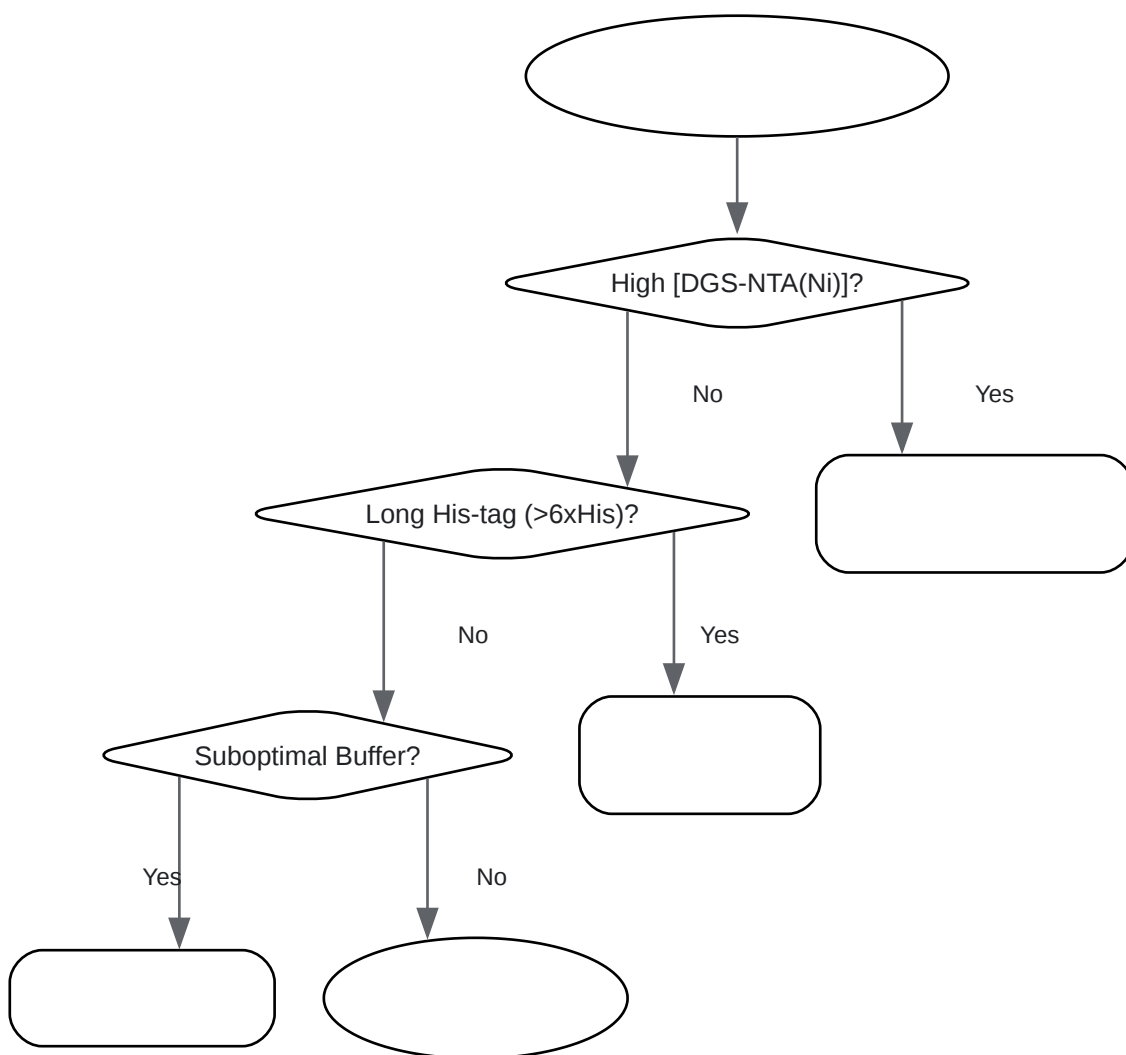 High [DGS-NTA(Ni)]?
No
Yes
Long His-tag (>6xHis)?
No
Yes
Suboptimal Buffer?
Yes
No